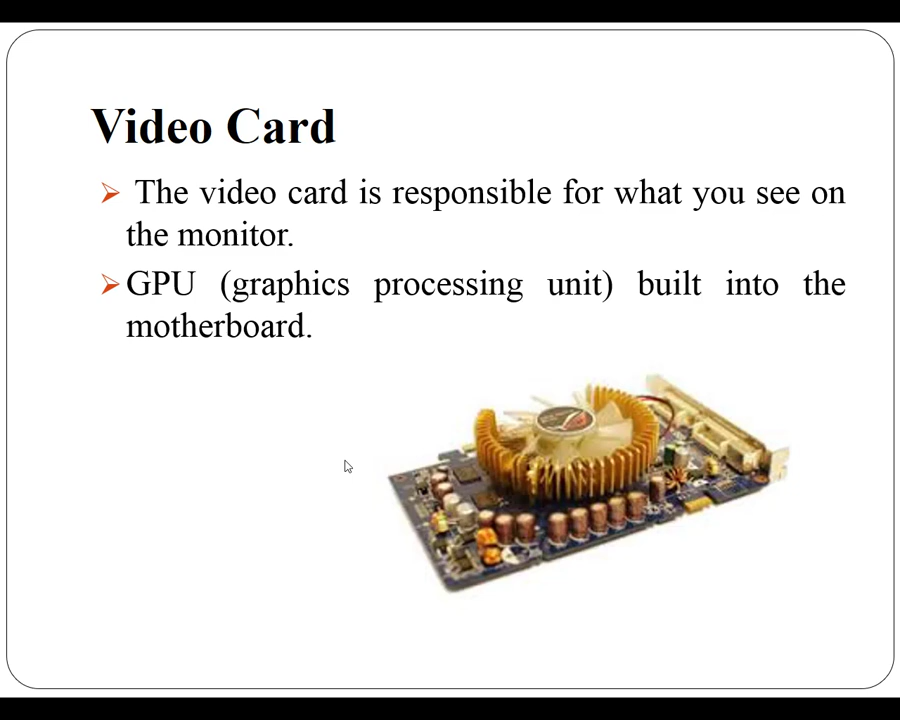 Video Card
The video card is responsible for what you see on
the monitor.
GPU (graphics processing unit) built into the
motherboard.